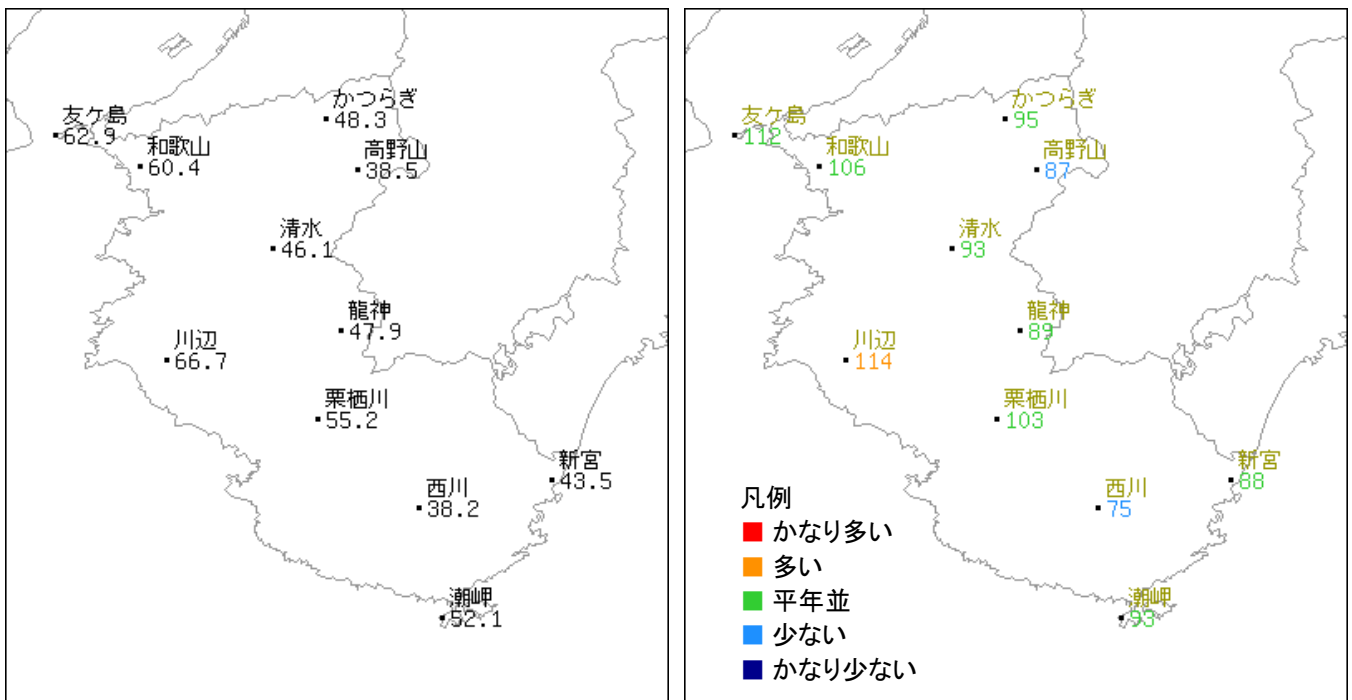 友ケ島
62.9
かつらぎ
48.3
和歌山
60.4
高野山
38.5
清水
46.1
龍神
47.9
川辺
66.7
栗栖川
55.2
新宮
43.5
西川
38.2
潮岬
52.1
友ケ島
112
かつらぎ
95
和歌山
106
高野山
87
清水
93
龍神
89
川辺
114
栗栖川
103
新宮
88
西川
75
潮岬
93
凡例
かなり多い
多い
平年並
少ない
かなり少ない